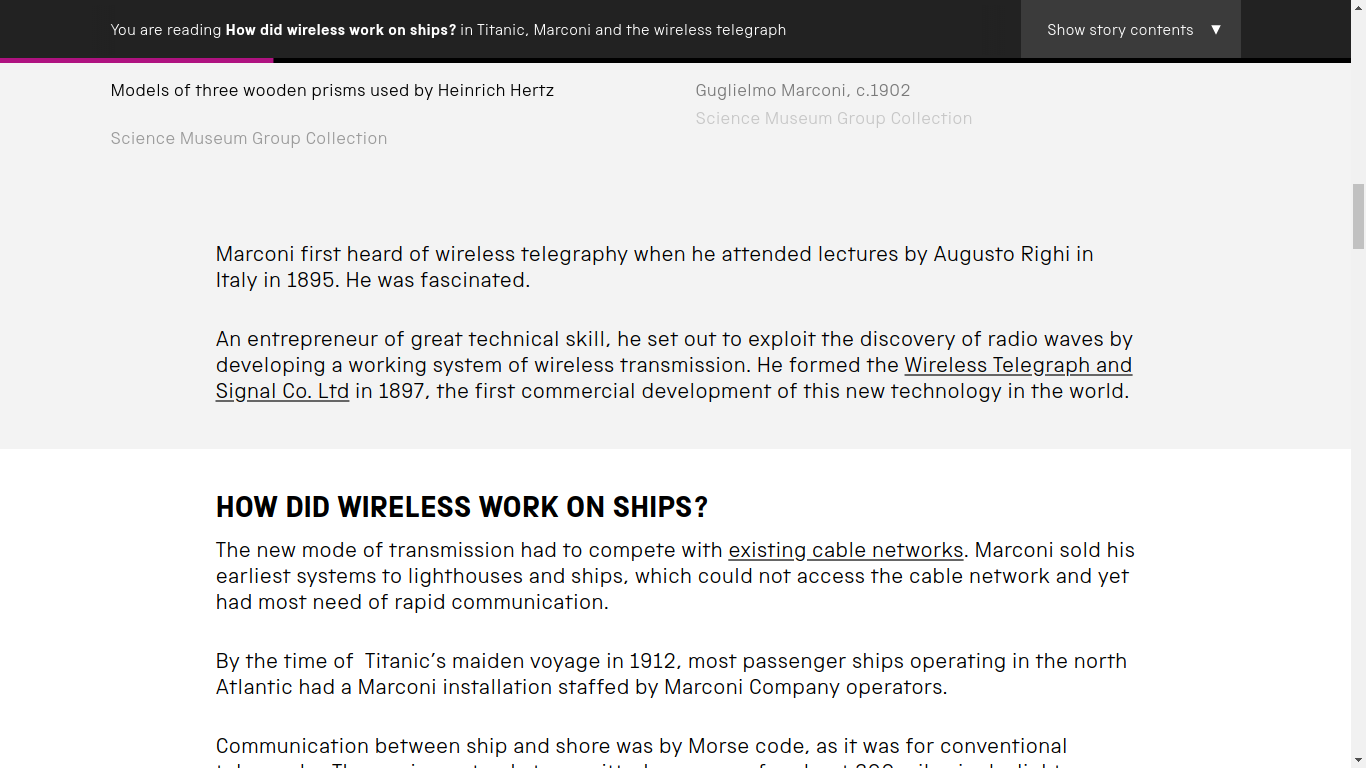 You are reading How did wireless work on ships? in Titanic, Marconi and the wireless telegraph
Show story contents ▼
Models of three wooden prisms used by Heinrich Hertz
Science Museum Group Collection
Guglielmo Marconi, c.1902
Science Museum Group Collection
Marconi first heard of wireless telegraphy when he attended lectures by Augusto Righi in
Italy in 1895. He was fascinated.
An entrepreneur of great technical skill, he set out to exploit the discovery of radio waves by
developing a working system of wireless transmission. He formed the Wireless Telegraph and
Signal Co. Ltd in 1897, the first commercial development of this new technology in the world.
HOW DID WIRELESS WORK ON SHIPS?
The new mode of transmission had to compete with existing cable networks. Marconi sold his
earliest systems to lighthouses and ships, which could not access the cable network and yet
had most need of rapid communication.
By the time of  Titanic’s maiden voyage in 1912, most passenger ships operating in the north
Atlantic had a Marconi installation staffed by Marconi Company operators.
Communication between ship and shore was by Morse code, as it was for conventional